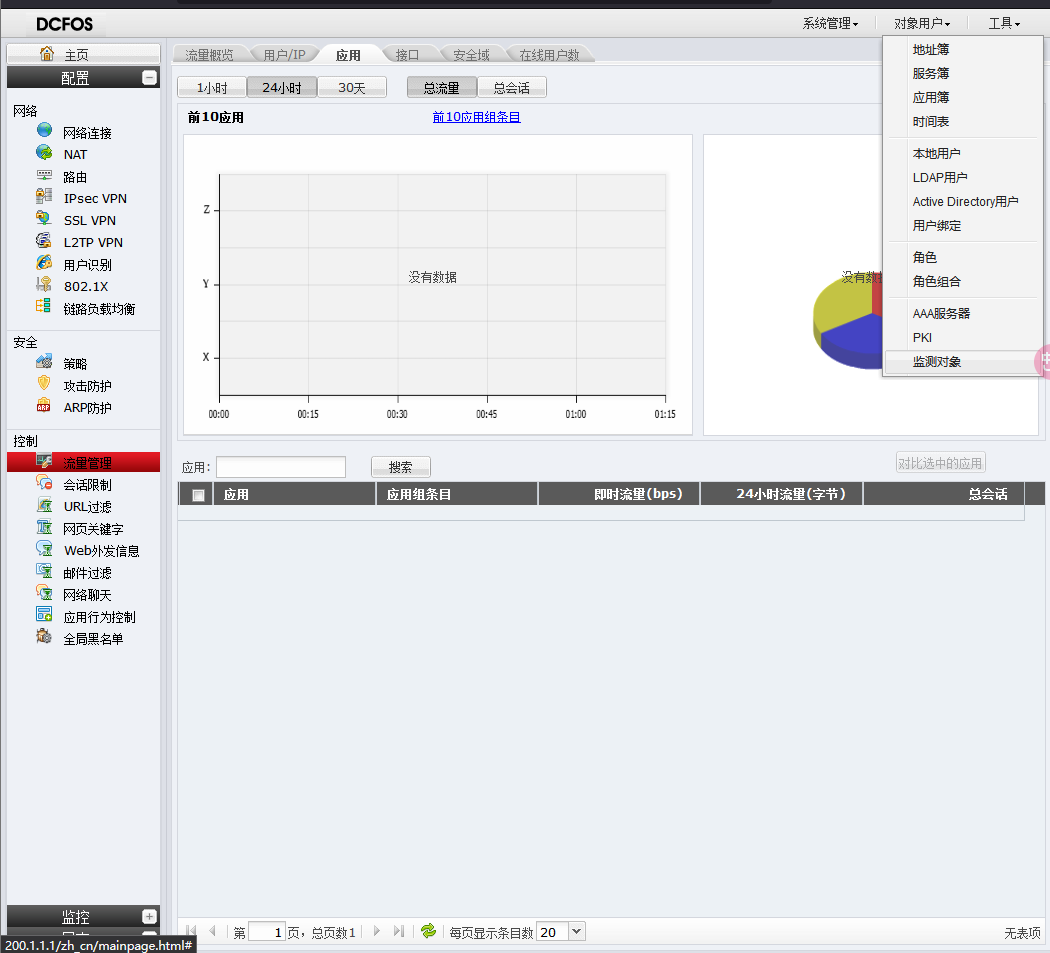 DCFOS
系统管理
对象用户
工具
主页
配置
网络
网络连接
NAT
路由
IPsec VPN
SSL VPN
L2TP VPN
用户识别
802.1X
链路负载均衡
安全
策略
攻击防护
ARP防护
控制
流量管理
会话限制
URL过滤
网页关键字
Web外发信息
邮件过滤
网络聊天
应用行为控制
全局黑名单
监控
200.1.1.1/zh_cn/mainpage.html#
流量概览 用户/IP 应用 接口 安全域 在线用户数
1小时 24小时 30天 总流量 总会话
前10应用 前10应用组条目
Z
Y
X
没有数据
00:00 00:15 00:30 00:45 01:00 01:15
没有数据
地址簿
服务簿
应用簿
时间表
本地用户
LDAP用户
Active Directory用户
用户绑定
角色
角色组合
AAA服务器
PKI
监测对象
应用: 搜索 对比选中的应用
应用 应用组条目 即时流量(bps) 24小时流量(字节) 总会话
第 1 页, 总页数1 每页显示条目数 20 无表项